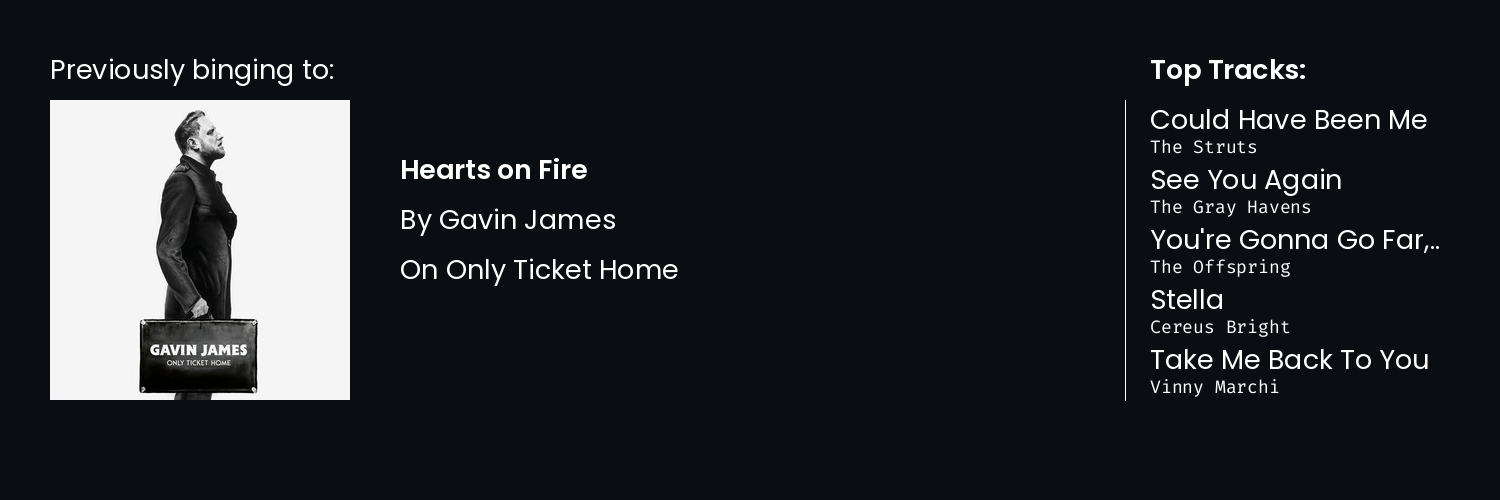 Previously binging to:
GAVIN JAMES
ONLY TICKET HOME
Hearts on Fire
By Gavin James
On Only Ticket Home
Top Tracks:
Could Have Been Me
The Struts
See You Again
The Gray Havens
You're Gonna Go Far,..
The Offspring
Stella
Cereus Bright
Take Me Back To You
Vinny Marchi